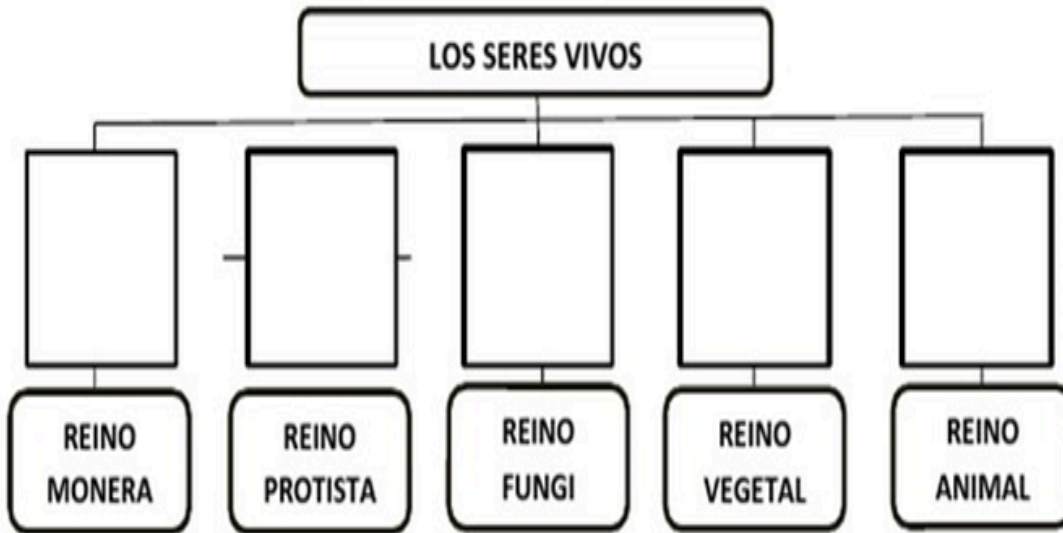 LOS SERES VIVOS
REINO
MONERA
REINO
PROTISTA
REINO
FUNGI
REINO
VEGETAL
REINO
ANIMAL